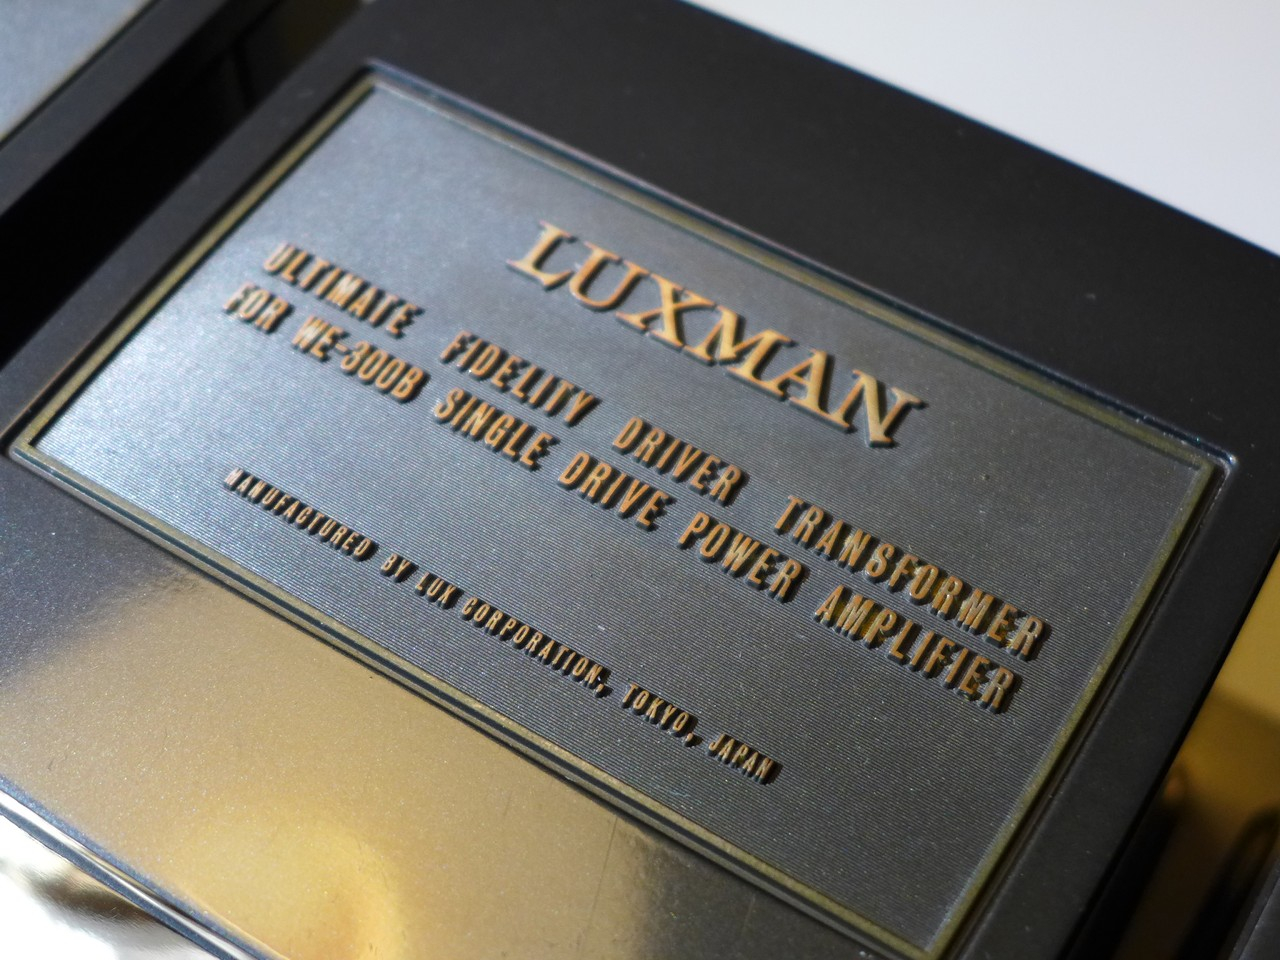 LUXMAN
ULTIMATE FIDELITY DRIVER TRANSFORMER
FOR WE-300B SINGLE DRIVE POWER AMPLIFIER
MANUFACTURED BY LUX CORPORATION, TOKYO, JAPAN